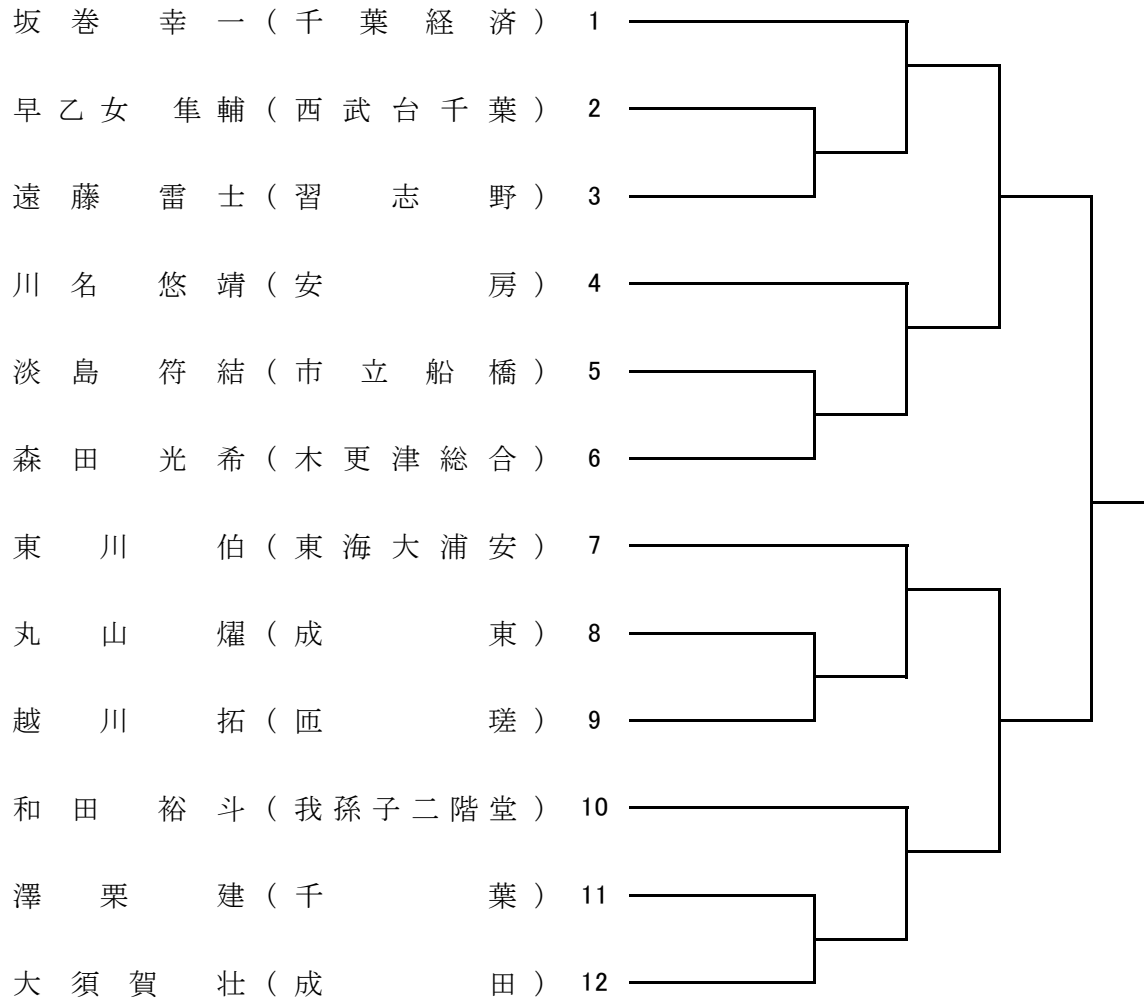 坂巻 幸一(千葉経済) 1
早乙女 隼輔(西武台千葉) 2
遠藤 雷士(習志野) 3
川名 悠靖(安房) 4
淡島 符結(市立船橋) 5
森田 光希(木更津総合) 6
東川 伯(東海大浦安) 7
丸山 燿(成東) 8
越川 拓(匝瑳) 9
和田 裕斗(我孫子二階堂) 10
澤栗 建(千葉) 11
大須賀 壮(成田) 12